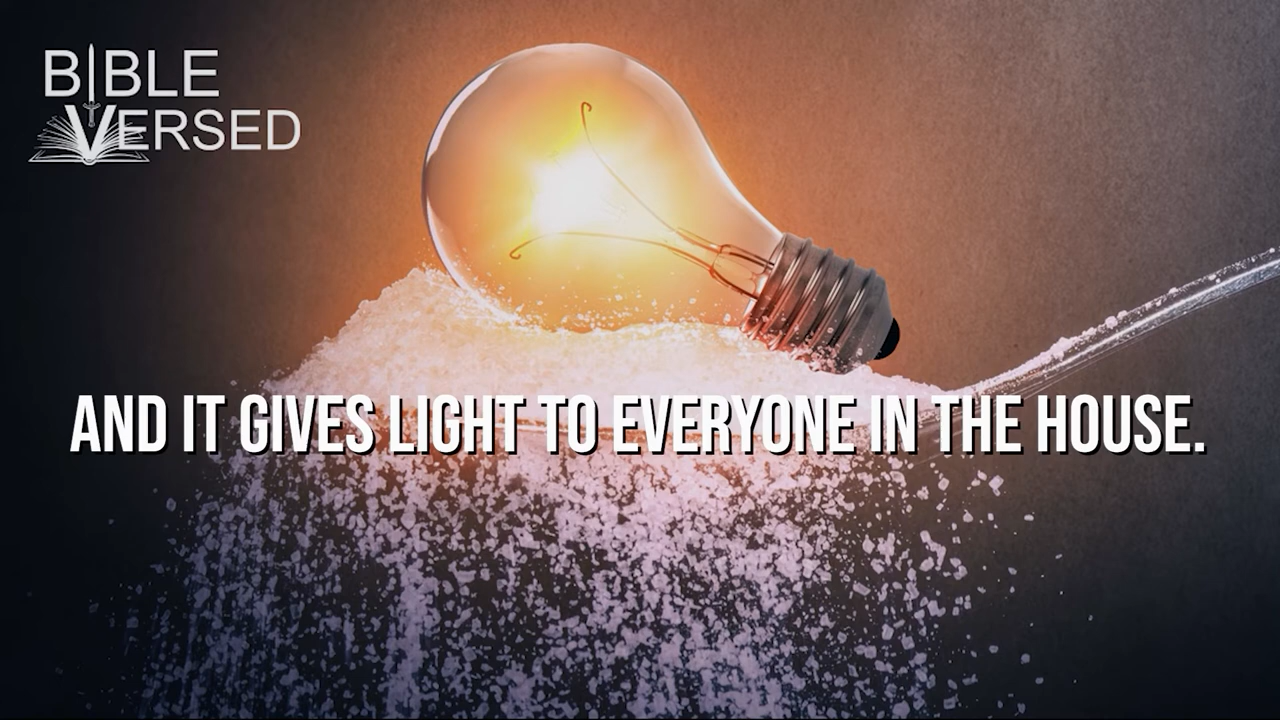 BIBLE
VERSED
AND IT GIVES LIGHT TO EVERYONE IN THE HOUSE.